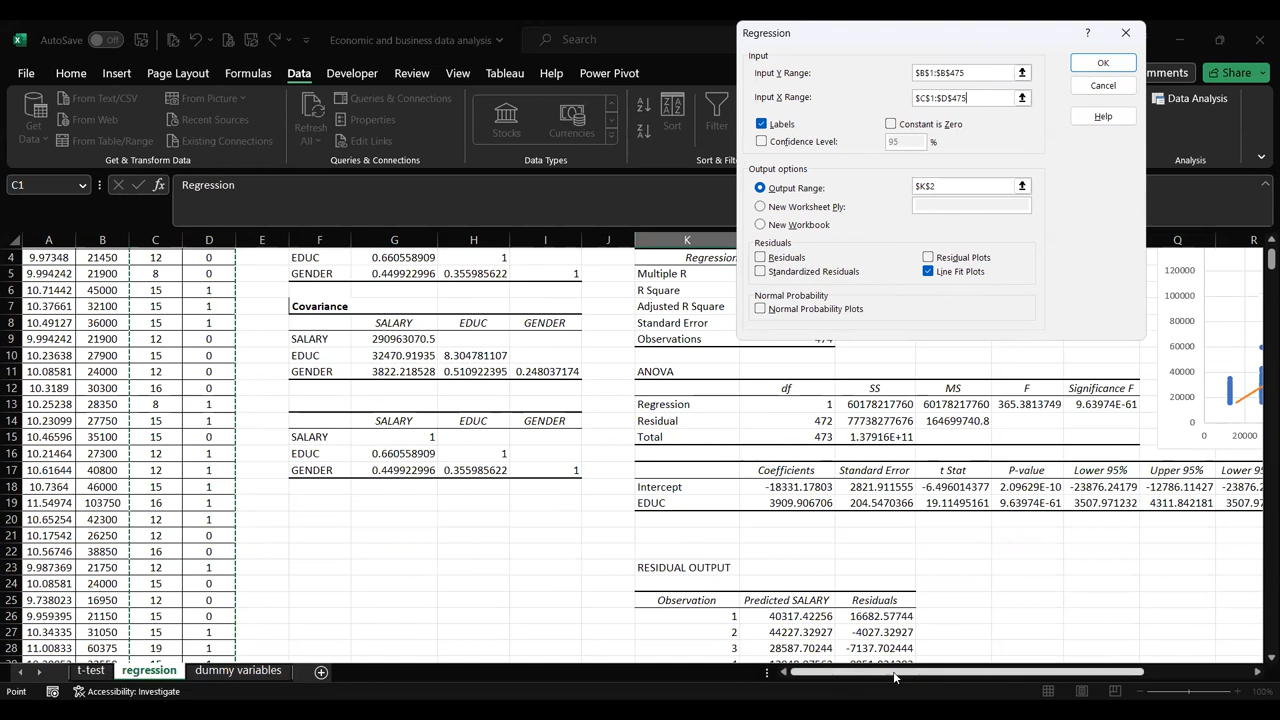 AutoSave Off
Economic and business data analysis
Search
File Home Insert Page Layout Formulas Data Developer Review View Help Tableau Power Pivot
Comments Share
Get Data
From Text/CSV
From Web
From Table/Range
From Picture
Recent Sources
Existing Connections
Get & Transform Data
Refresh All
Queries & Connections
Properties
Edit Links
Queries & Connections
Stocks Currencies
Data Types
Sort Filter
Sort & Fi
Data Analysis
Analysis
C1 fx Regression
Regression ? 
Input
Input Y Range: $B$1:$B$475
Input X Range: $C$1:$D$475
Labels Constant is Zero
Confidence Level: 95 %
Output options
Output Range: $K$2
New Worksheet Ply:
New Workbook
Residuals
Residuals Residual Plots
Standardized Residuals Line Fit Plots
Normal Probability
Normal Probability Plots
OK
Cancel
Help
A B C D E F G H I J K Q R
4 9.97348 21450 12 0 EDUC 0.660558909 1 Regression
5 9.994242 21900 8 0 GENDER 0.449922996 0.355985622 1 Multiple R
6 10.71442 45000 15 1 R Square
7 10.37661 32100 15 1 Covariance Adjusted R Square
8 10.49127 36000 15 1 SALARY EDUC GENDER Standard Error
9 9.994242 21900 12 0 SALARY 290963070.5 Observations 474
10 10.23638 27900 15 0 EDUC 32470.91935 8.304781107
11 10.08581 24000 12 0 GENDER 3822.218528 0.510922395 0.248037174 ANOVA
12 10.3189 30300 16 0 df SS MS F Significance F
13 10.25238 28350 8 1 SALARY EDUC GENDER Regression 1 60178217760 60178217760 365.3813749 9.63974E-61
14 10.23099 27750 15 1 Residual 472 77738277676 164699740.8
15 10.46596 35100 15 1 SALARY 1 Total 473 1.37916E+11
16 10.21464 27300 12 1 EDUC 0.660558909 1
17 10.61644 40800 12 1 GENDER 0.449922996 0.355985622 1 Coefficients Standard Error t Stat P-value Lower 95% Upper 95% Lower 95
18 10.7364 46000 15 1 Intercept -18331.17803 2821.911555 -6.496014377 2.09629E-10 -23876.24179 -12786.11427 -23876.2
19 11.54974 103750 16 1 EDUC 3909.906706 204.5470366 19.11495161 9.63974E-61 3507.971232 4311.842181 3507.97
20 10.65254 42300 12 1
21 10.17542 26250 12 0
22 10.56746 38850 16 1
23 9.987369 21750 12 1 RESIDUAL OUTPUT
24 10.08581 24000 15 0
25 9.738023 16950 12 0 Observation Predicted SALARY Residuals
26 9.959395 21150 15 0 1 40317.42256 16682.57744
27 10.34335 31050 15 1 2 44227.32927 -4027.32927
28 11.00833 60375 19 1 3 28587.70244 -7137.702444
120000
100000
80000
60000
40000
20000
0
0 20000
t-test regression dummy variables
Point Accessibility: Investigate 100%